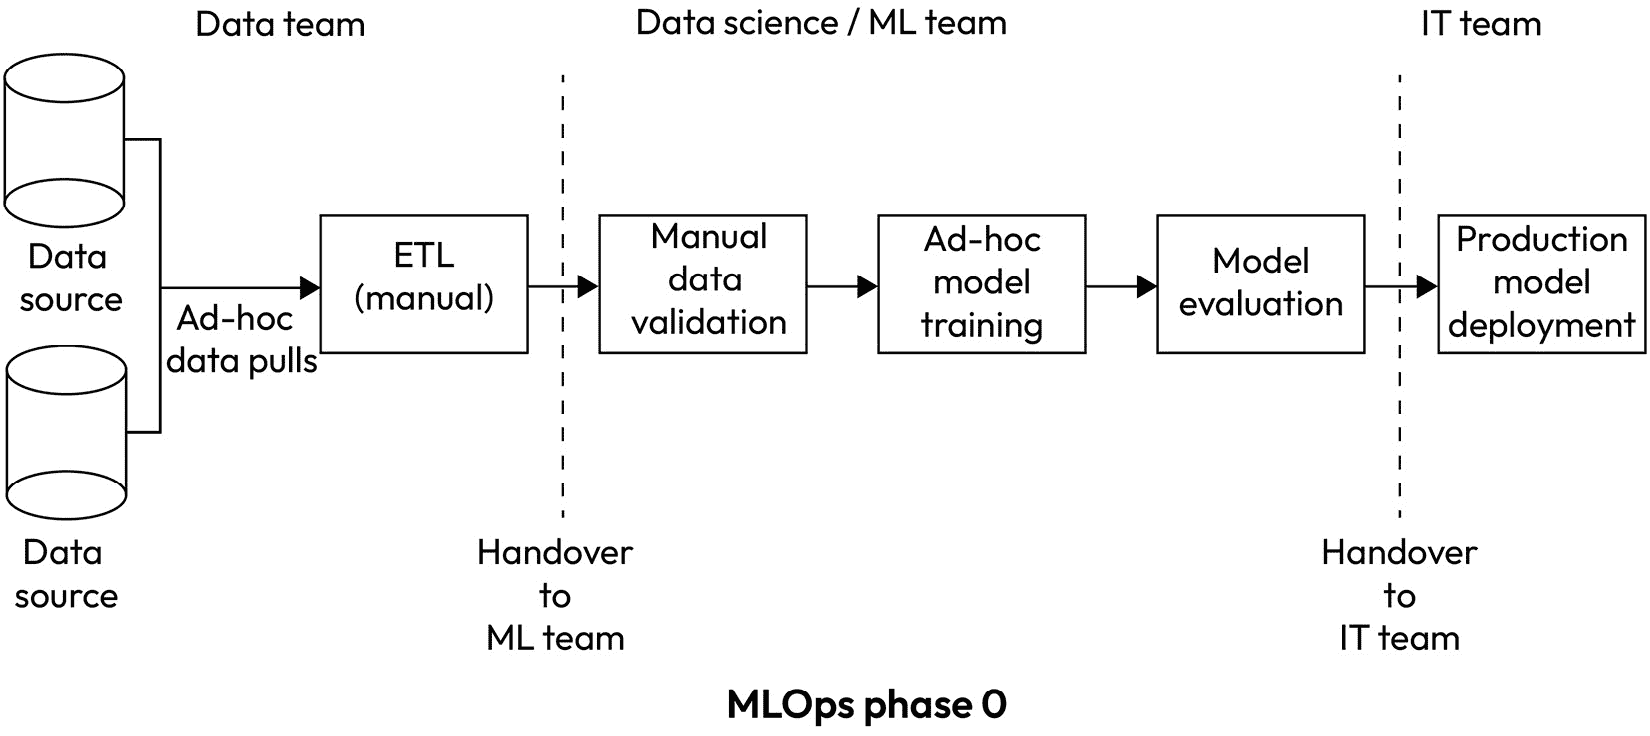 Data team
Data science / ML team
IT team
Data
source
Ad-hoc
data pulls
Data
source
ETL
(manual)
Manual
data
validation
Ad-hoc
model
training
Model
evaluation
Production
model
deployment
Handover
to
ML team
Handover
to
IT team
MLOps phase 0